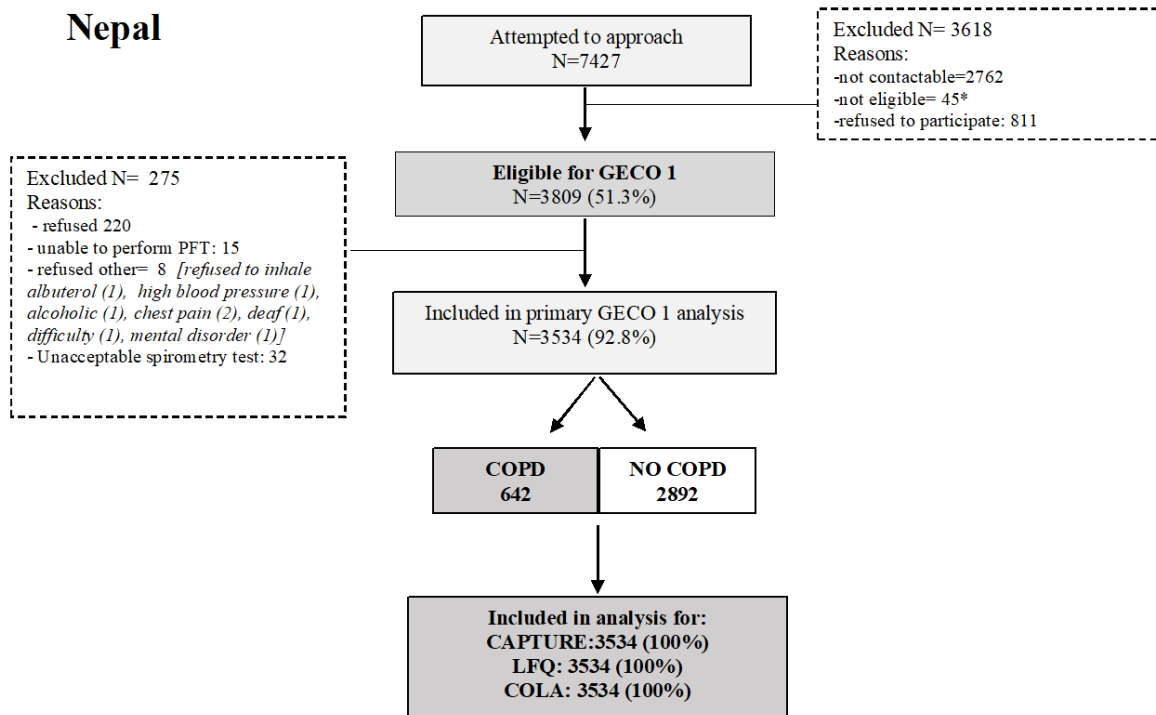 Nepal
Attempted to approach
N=7427
Excluded N= 3618
Reasons:
-not contactable=2762
-not eligible= 45*
-refused to participate: 811
Eligible for GECO 1
N=3809 (51.3%)
Excluded N=  275
Reasons:
- refused 220
- unable to perform PFT: 15
- refused other=  8  [refused to inhale
albuterol (1),  high blood pressure (1),
alcoholic (1), chest pain (2), deaf (1),
difficulty (1), mental disorder (1)]
- Unacceptable spirometry test: 32
Included in primary GECO 1 analysis
N=3534 (92.8%)
COPD
642
NO COPD
2892
Included in analysis for:
CAPTURE:3534 (100%)
LFQ: 3534 (100%)
COLA: 3534 (100%)